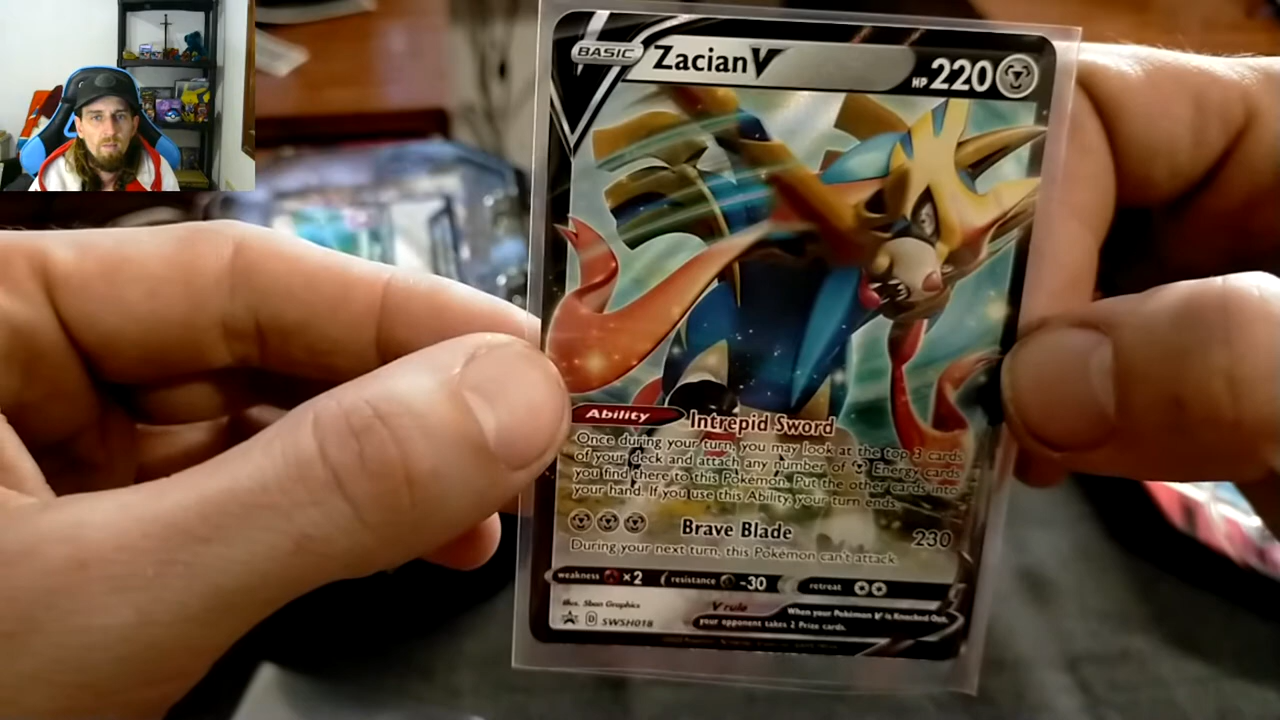 BASIC Zacian V HP 220
Ability Intrepid Sword
Once during your turn, you may look at the top 3 cards
of your deck and attach any number of Energy cards
you find there to this Pokémon. Put the other cards into
your hand. If you use this Ability, your turn ends.
Brave Blade 230
During your next turn, this Pokémon can't attack.
weakness ×2 resistance -30 retreat
Illus. 5ban Graphics
D SWSH018
V rule When your Pokémon V is Knocked Out,
your opponent takes 2 Prize cards.